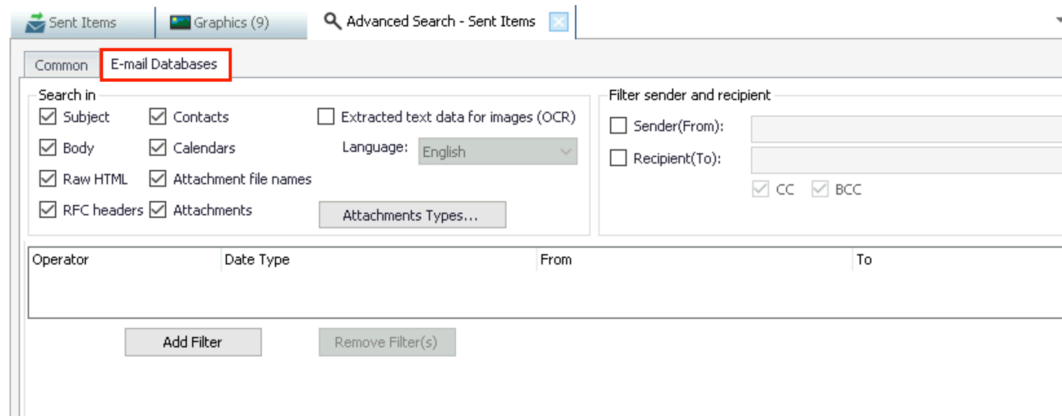 Sent Items Graphics (9) Advanced Search - Sent Items
Common E-mail Databases
Search in
Subject Contacts Extracted text data for images (OCR)
Body Calendars Language: English
Raw HTML Attachment file names
RFC headers Attachments Attachments Types...
Filter sender and recipient
Sender(From):
Recipient(To):
CC BCC
Operator Date Type From To
Add Filter Remove Filter(s)